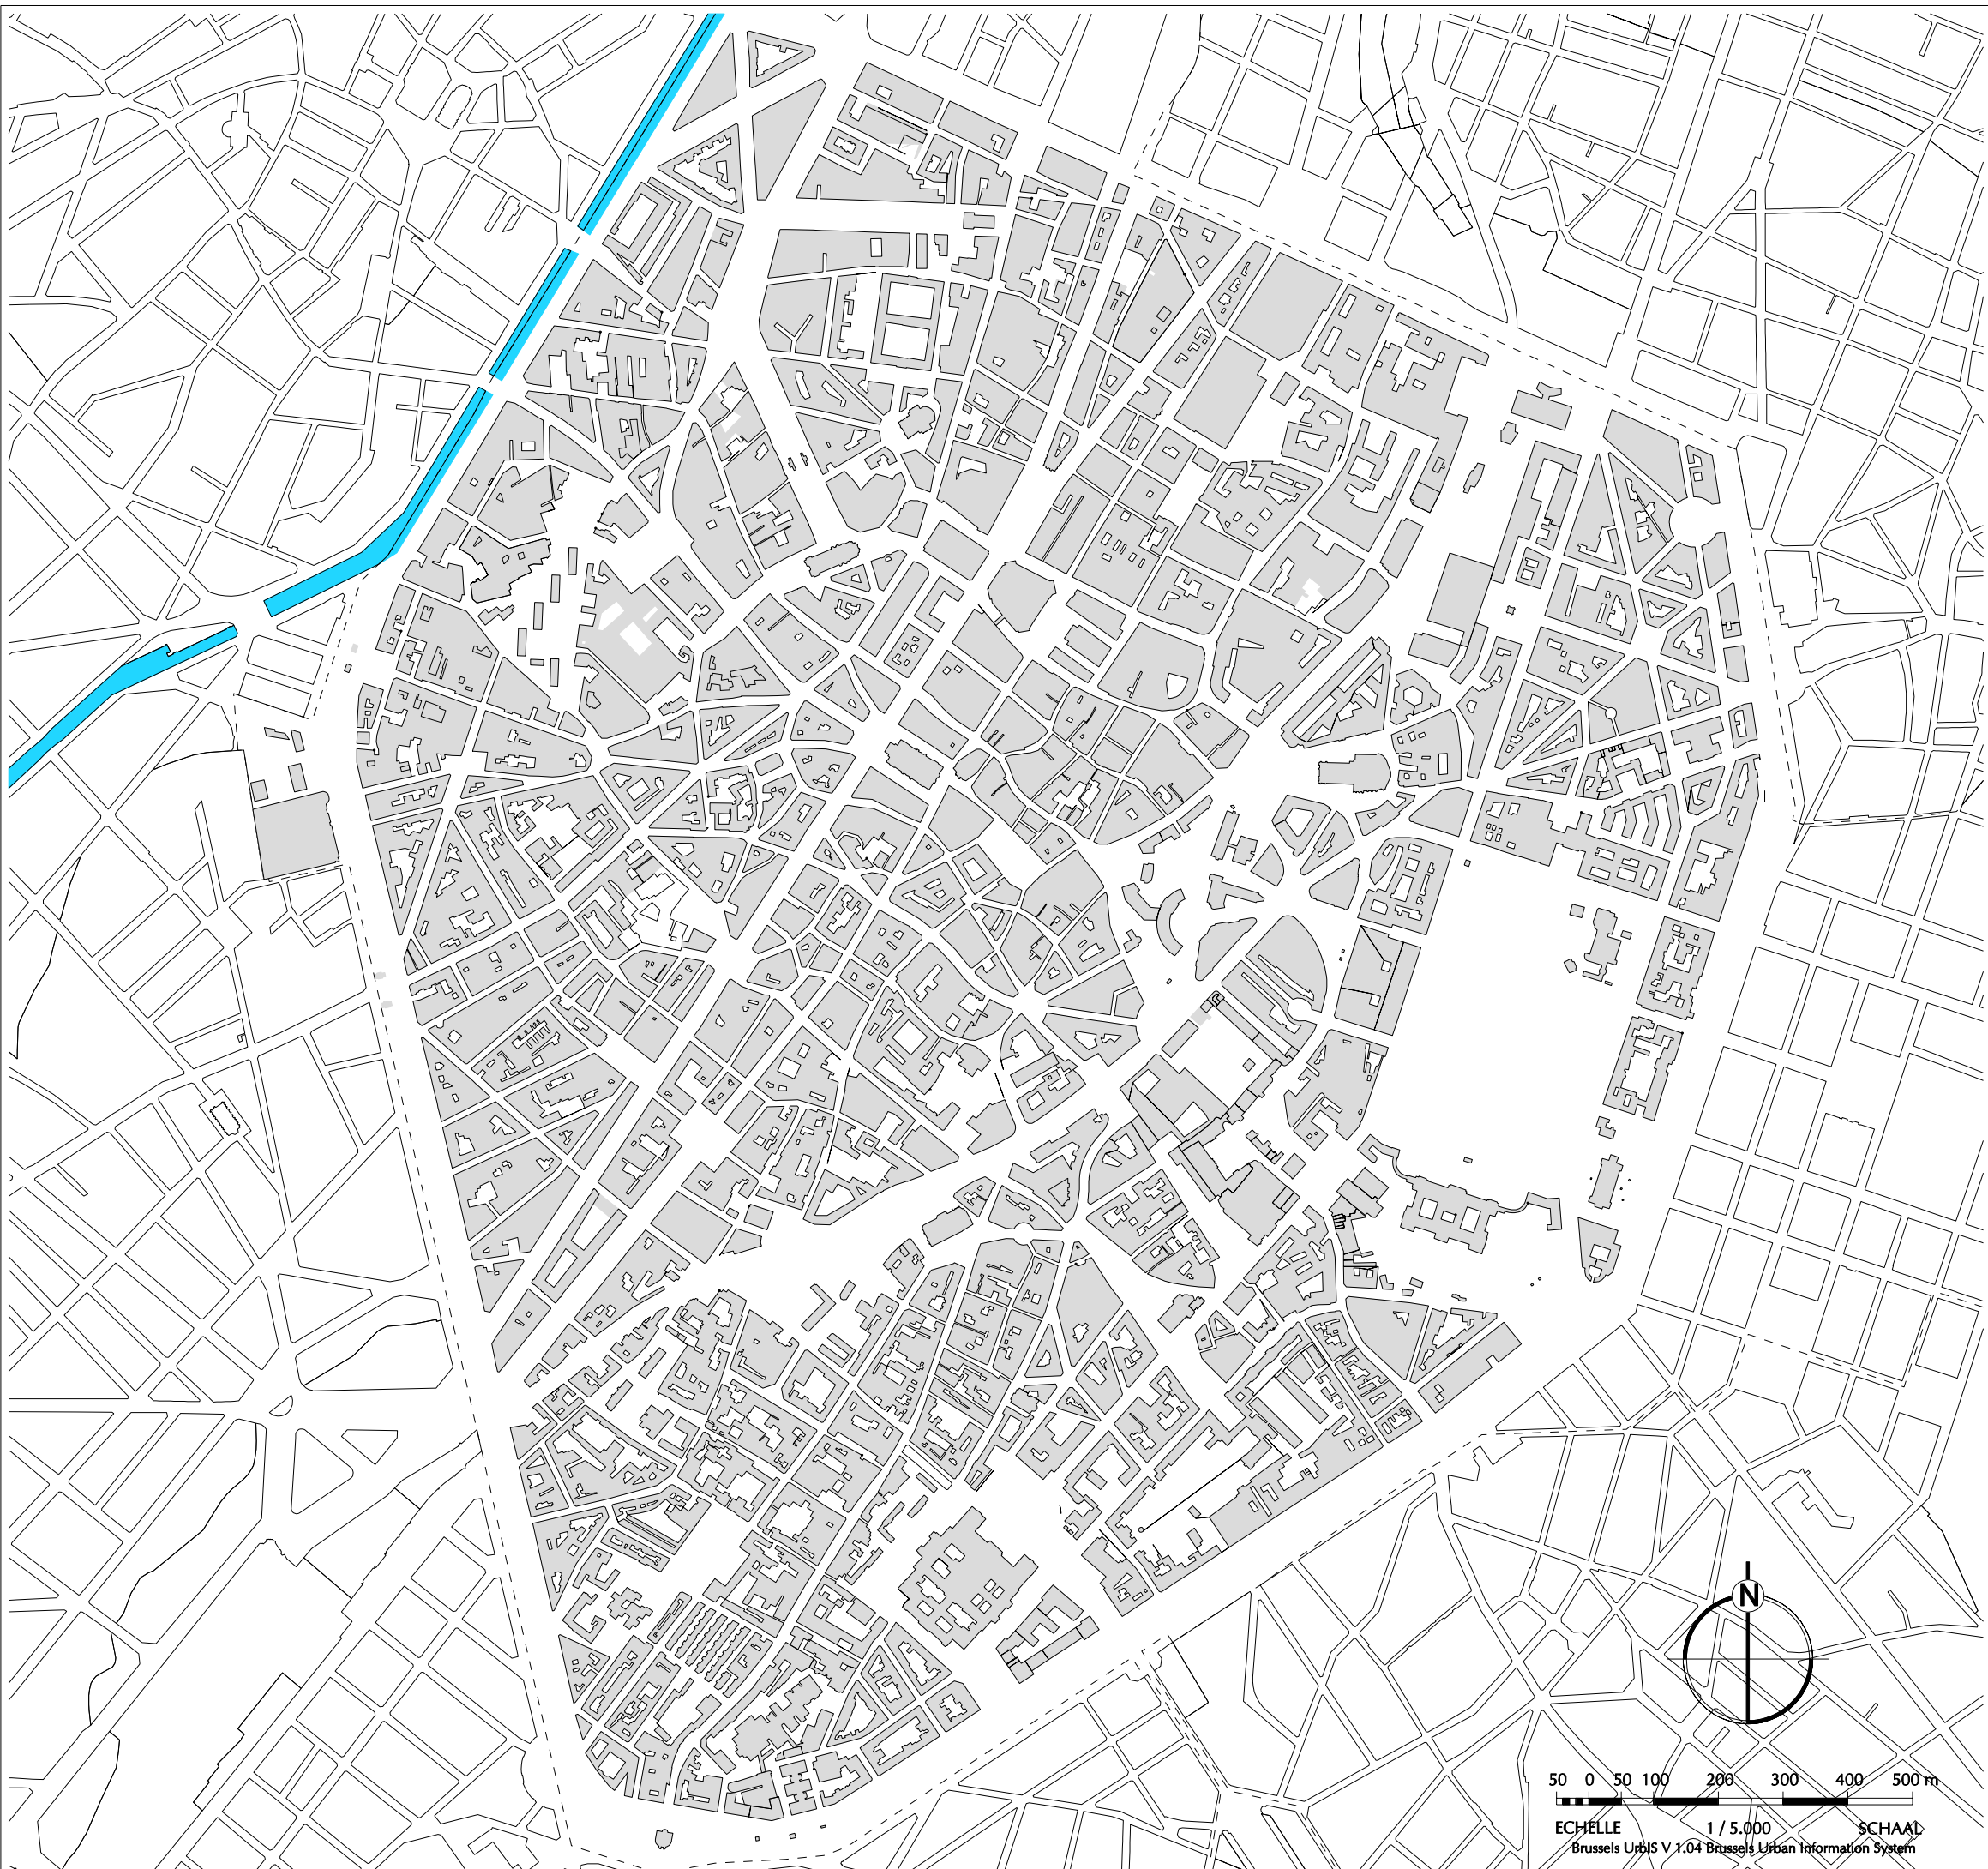 N
50 0 50 100 200 300 400 500 m
ECHELLE 1 / 5.000 SCHAAL
Brussels UrbIS V 1.04 Brussels Urban Information System